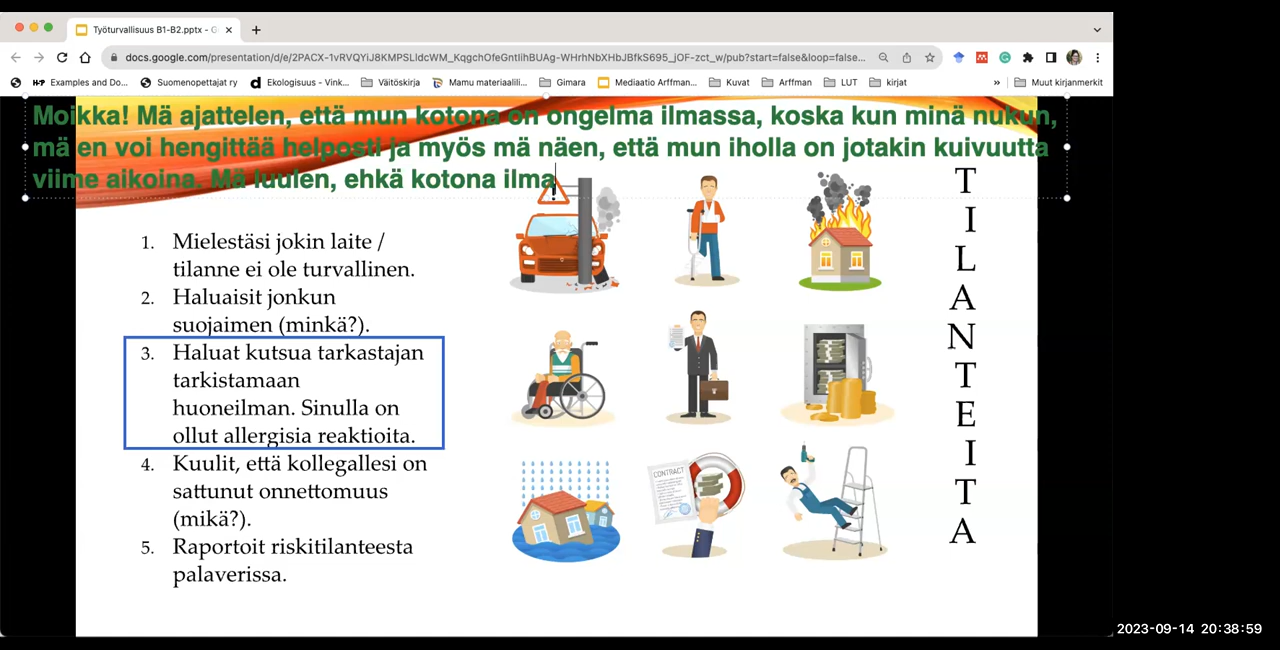 Työturvallisuus B1-B2.pptx - G
docs.google.com/presentation/d/e/2PACX-1vRVQYiJ8KMPSLldcWM_KqgchOfeGntIihBUAg-WHrhNbXHbJBfkS695_jOF-zct_w/pub?start=false&loop=false...
Examples and Do...
Suomenopettajat ry
Ekologisuus - Vink...
Väitöskirja
Mamu materiaalili...
Gimara
Mediaatio Arffman...
Kuvat
Arffman
LUT
kirjat
»
Muut kirjanmerkit
Moikka! Mä ajattelen, että mun kotona on ongelma ilmassa, koska kun minä nukun,
mä en voi hengittää helposti ja myös mä näen, että mun iholla on jotakin kuivuutta
viime aikoina. Mä luulen, ehkä kotona ilma
1. Mielestäsi jokin laite /
tilanne ei ole turvallinen.
2. Haluaisit jonkun
suojaimen (minkä?).
3. Haluat kutsua tarkastajan
tarkistamaan
huoneilman. Sinulla on
ollut allergisia reaktioita.
4. Kuulit, että kollegallesi on
sattunut onnettomuus
(mikä?).
5. Raportoit riskitilanteesta
palaverissa.
CONTRACT
T
I
L
A
N
T
E
I
T
A
2023-09-14 20:38:59